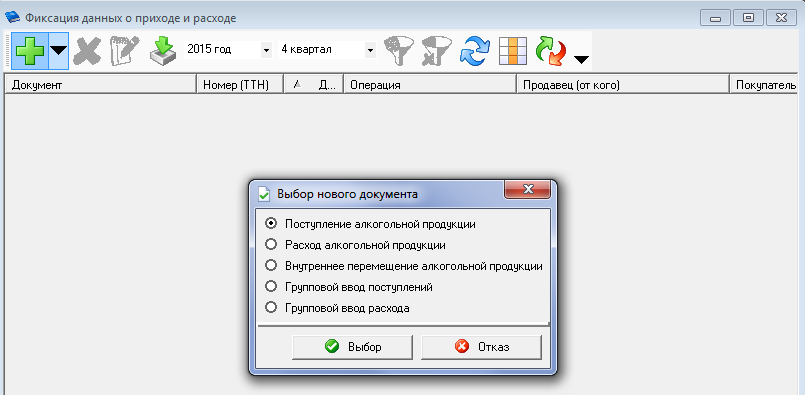 Фиксация данных о приходе и расходе
2015 год 4 квартал
Документ Номер (ТТН) Д... Операция Продавец (от кого) Покупатель
Выбор нового документа
Поступление алкогольной продукции
Расход алкогольной продукции
Внутреннее перемещение алкогольной продукции
Групповой ввод поступлений
Групповой ввод расхода
Выбор Отказ